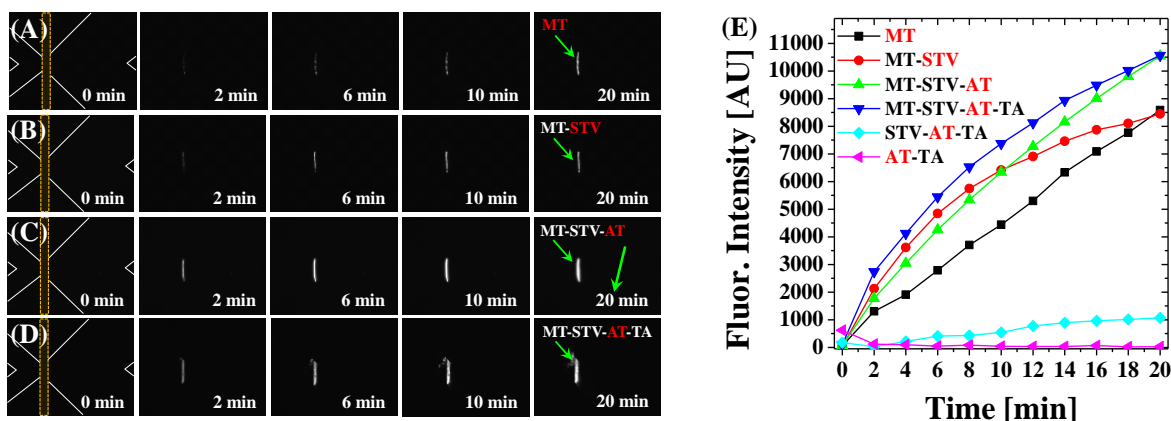 (A)
MT
0 min
2 min
6 min
10 min
20 min
(B)
MT-STV
0 min
2 min
6 min
10 min
20 min
(C)
MT-STV-AT
0 min
2 min
6 min
10 min
20 min
(D)
MT-STV-AT-TA
0 min
2 min
6 min
10 min
20 min
(E)
Fluor. Intensity [AU]
11000
10000
9000
8000
7000
6000
5000
4000
3000
2000
1000
0
MT
MT-STV
MT-STV-AT
MT-STV-AT-TA
STV-AT-TA
AT-TA
0 2 4 6 8 10 12 14 16 18 20
Time [min]